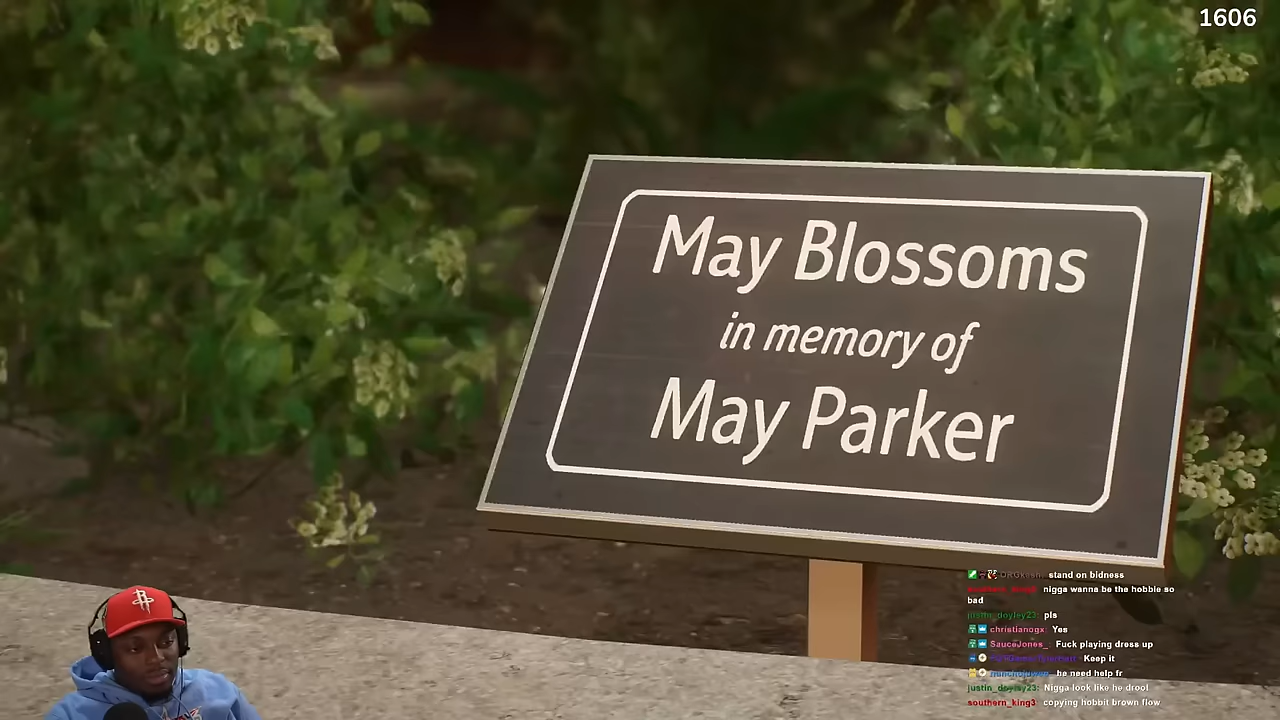 1606
May Blossoms
in memory of
May Parker
stand on bidness
nigga wanna be the hobbie so
bad
justin_doyley23: pls
christianogx: Yes
SauceJones_ Fuck playing dress up
Keep it
he need help fr
justin_doyley23: Nigga look like he drool
southern_king3 copying hobbit brown flow